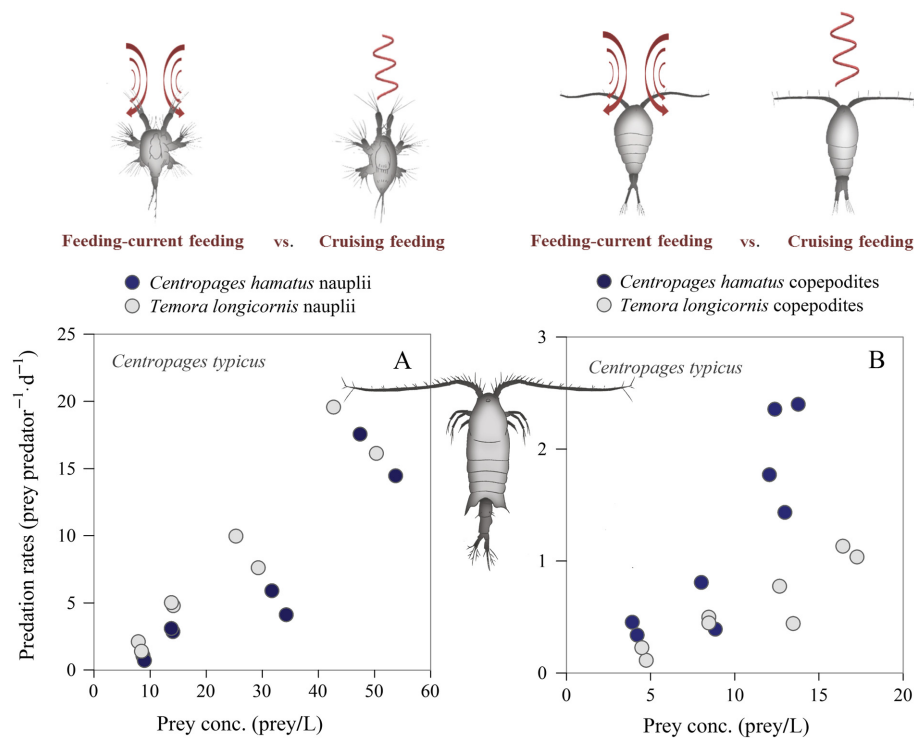 Feeding-current feeding vs. Cruising feeding
Feeding-current feeding vs. Cruising feeding
Centropages hamatus nauplii
Temora longicornis nauplii
Centropages hamatus copepodites
Temora longicornis copepodites
Centropages typicus
A
25
20
15
10
5
0
0 10 20 30 40 50 60
Predation rates (prey predator⁻¹·d⁻¹)
Prey conc. (prey/L)
Centropages typicus
B
3
2
1
0
0 5 10 15 20
Prey conc. (prey/L)